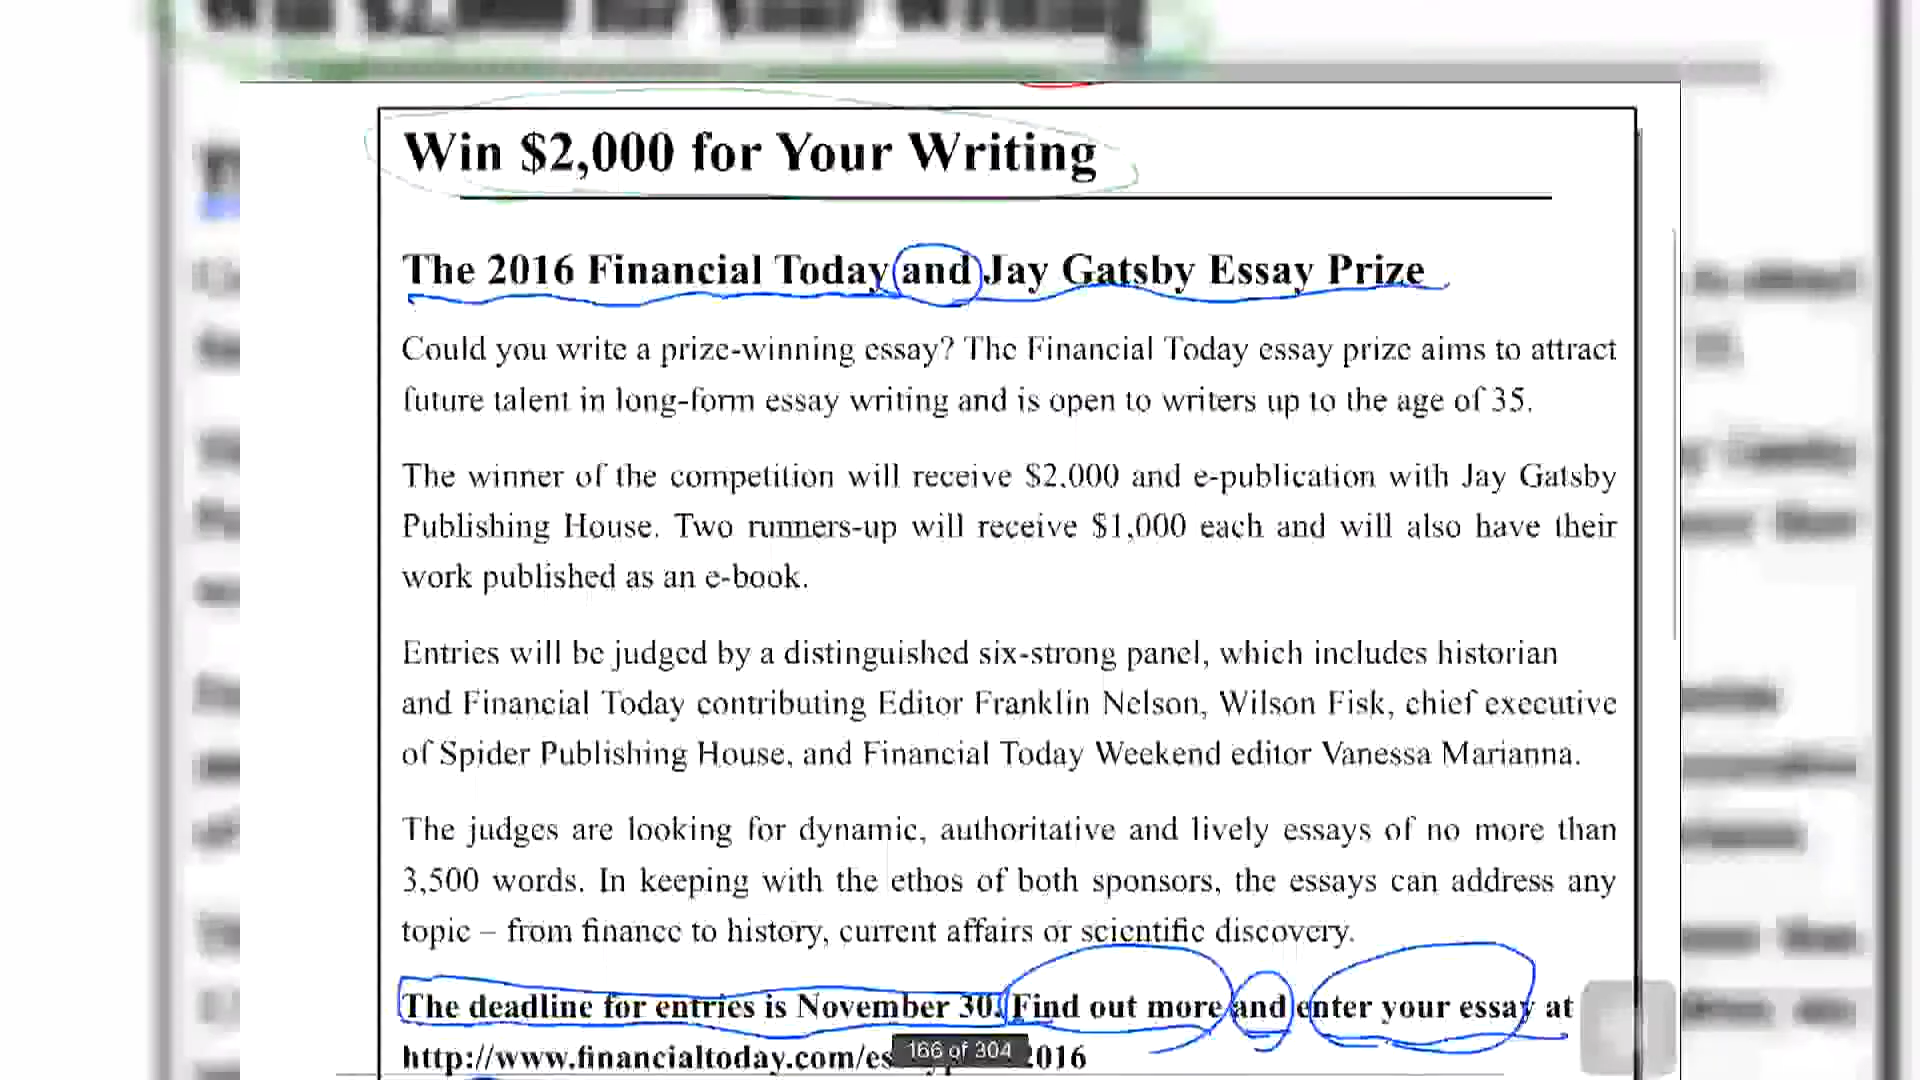 Win $2,000 for Your Writing
The 2016 Financial Today and Jay Gatsby Essay Prize
Could you write a prize-winning essay? The Financial Today essay prize aims to attract
future talent in long-form essay writing and is open to writers up to the age of 35.
The winner of the competition will receive $2,000 and e-publication with Jay Gatsby
Publishing House. Two runners-up will receive $1,000 each and will also have their
work published as an e-book.
Entries will be judged by a distinguished six-strong panel, which includes historian
and Financial Today contributing Editor Franklin Nelson, Wilson Fisk, chief executive
of Spider Publishing House, and Financial Today Weekend editor Vanessa Marianna.
The judges are looking for dynamic, authoritative and lively essays of no more than
3,500 words. In keeping with the ethos of both sponsors, the essays can address any
topic – from finance to history, current affairs or scientific discovery.
The deadline for entries is November 30. Find out more and enter your essay at
http://www.financialtoday.com/es 2016
166 of 304